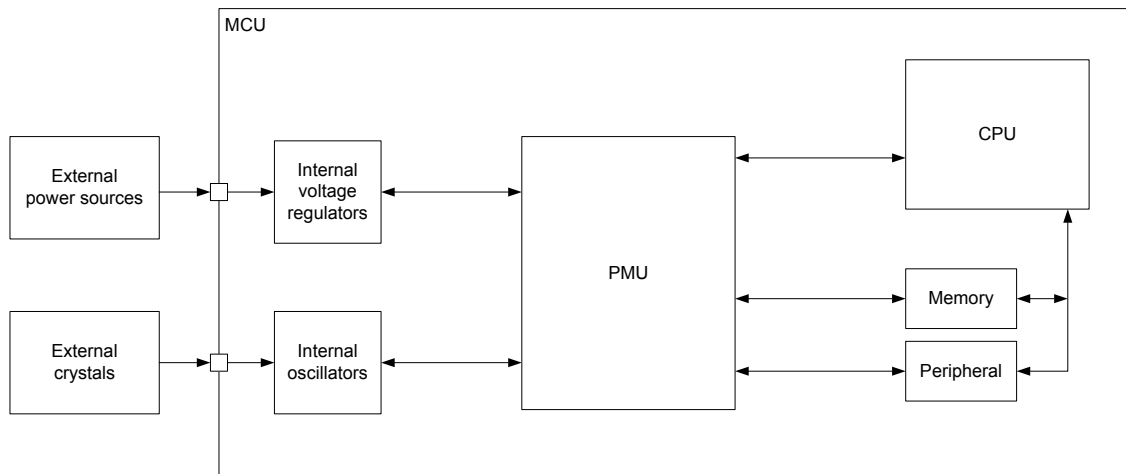 MCU
CPU
External
power sources
Internal
voltage
regulators
PMU
Memory
External
crystals
Internal
oscillators
Peripheral